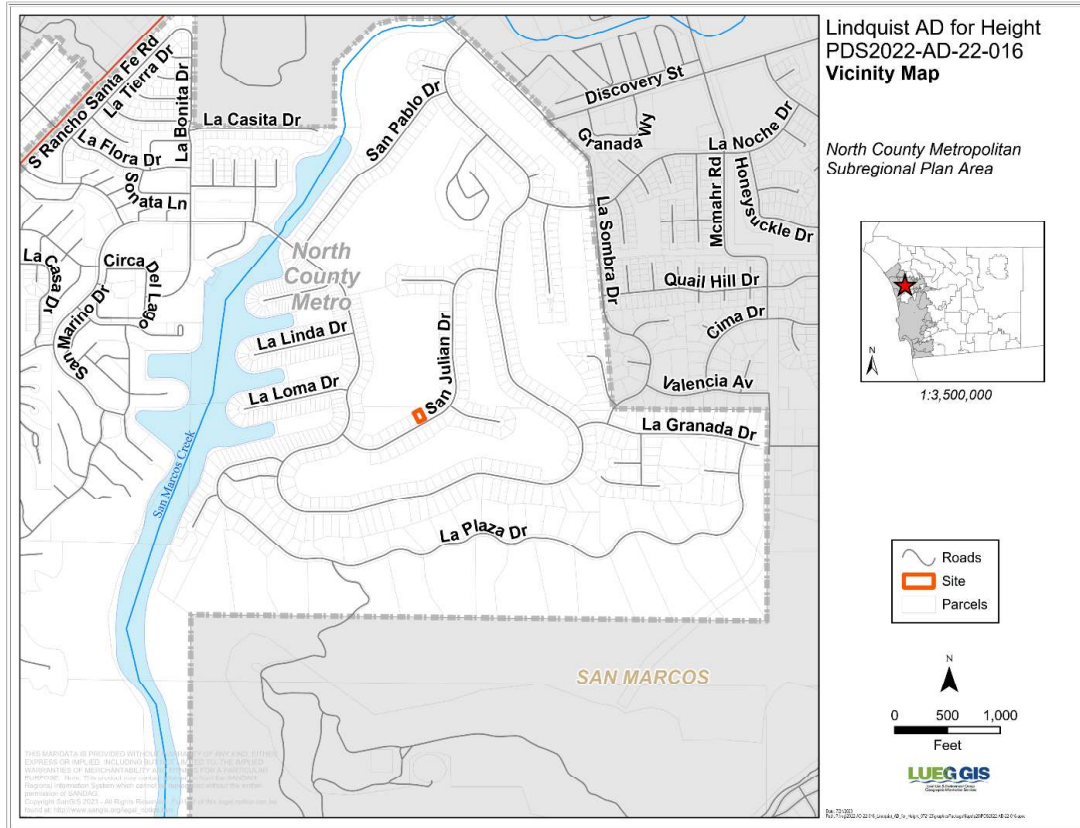 Lindquist AD for Height
PDS2022-AD-22-016
Vicinity Map
North County Metropolitan
Subregional Plan Area
N
1:3,500,000
Roads
Site
Parcels
N
0 500 1,000
Feet
LUEG GIS
S Rancho Santa Fe Rd
La Tierra Dr
La Bonita Dr
La Casita Dr
La Flora Dr
Sonata Ln
San Pablo Dr
Discovery St
Granada Wy
La Noche Dr
Mcmahr Rd
Honeysuckle Dr
La Sombra Dr
Quail Hill Dr
Cima Dr
Valencia Av
La Granada Dr
North
County
Metro
La Casa Dr
Circa Del Lago
San Marino Dr
La Linda Dr
La Loma Dr
San Julian Dr
San Marcos Creek
La Plaza Dr
SAN MARCOS